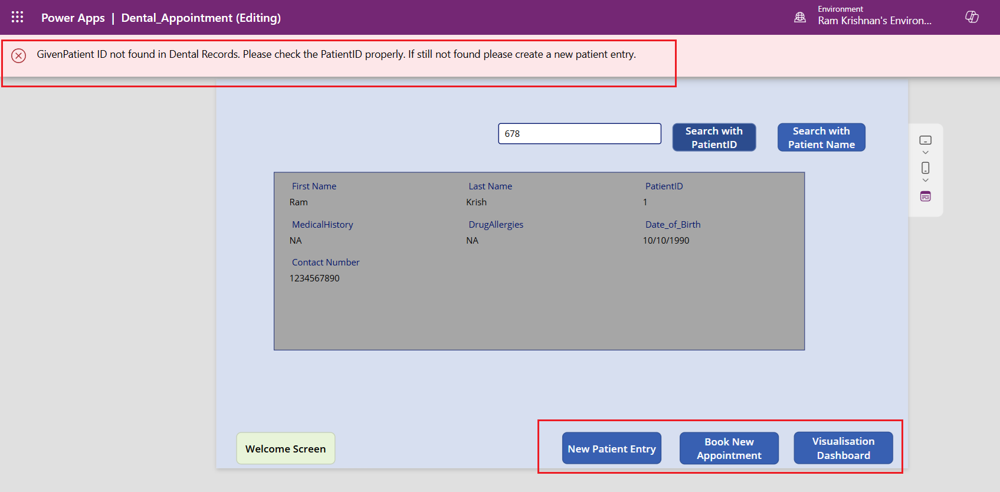 Power Apps | Dental_Appointment (Editing)
Environment
Ram Krishnan's Environ...
GivenPatient ID not found in Dental Records. Please check the PatientID properly. If still not found please create a new patient entry.
678
Search with
PatientID
Search with
Patient Name
First Name
Last Name
PatientID
Ram
Krish
1
MedicalHistory
DrugAllergies
Date_of_Birth
NA
NA
10/10/1990
Contact Number
1234567890
Welcome Screen
New Patient Entry
Book New
Appointment
Visualisation
Dashboard